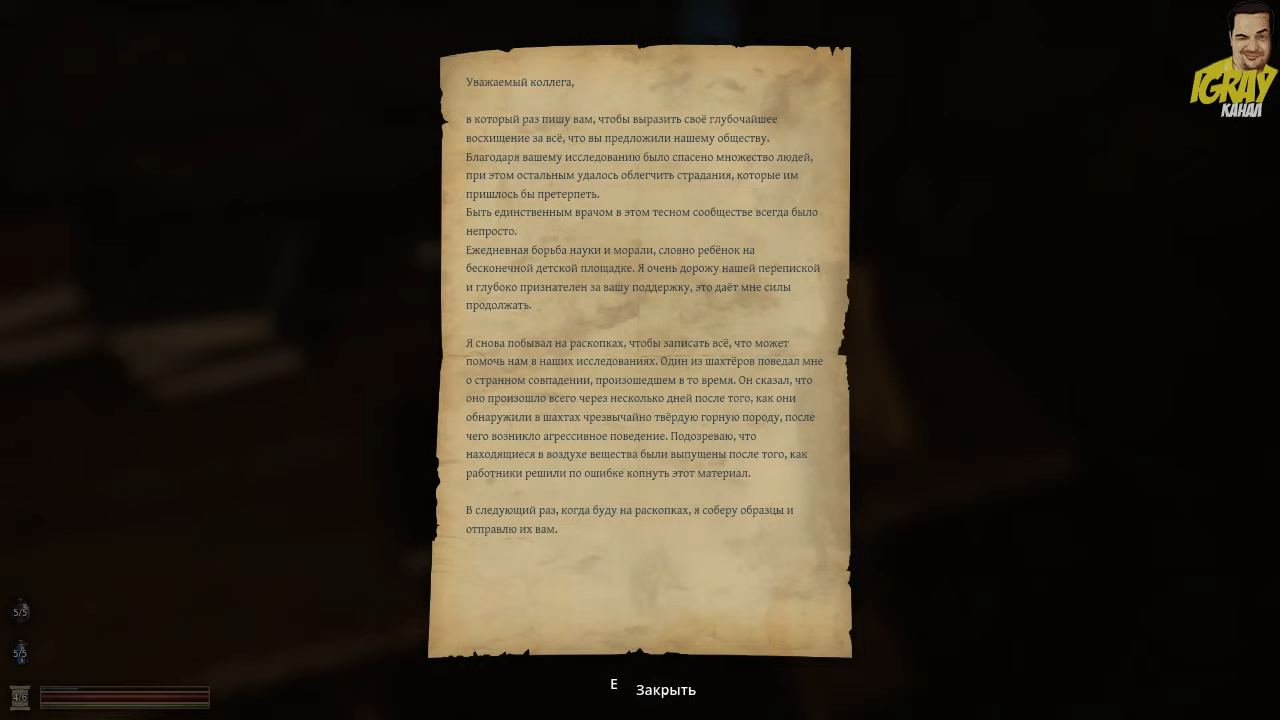 IGRAY
КАНАЛ
Уважаемый коллега,
в который раз пишу вам, чтобы выразить своё глубочайшее
восхищение за всё, что вы предложили нашему обществу.
Благодаря вашему исследованию было спасено множество людей,
при этом остальным удалось облегчить страдания, которые им
пришлось бы претерпеть.
Быть единственным врачом в этом тесном сообществе всегда было
непросто.
Ежедневная борьба науки и морали, словно ребёнок на
бесконечной детской площадке. Я очень дорожу нашей перепиской
и глубоко признателен за вашу поддержку, это даёт мне силы
продолжать.
Я снова побывал на раскопках, чтобы записать всё, что может
помочь нам в наших исследованиях. Один из шахтёров поведал мне
о странном совпадении, произошедшем в то время. Он сказал, что
оно произошло всего через несколько дней после того, как они
обнаружили в шахтах чрезвычайно твёрдую горную породу, после
чего возникло агрессивное поведение. Подозреваю, что
находящиеся в воздухе вещества были выпущены после того, как
работники решили по ошибке копнуть этот материал.
В следующий раз, когда буду на раскопках, я соберу образцы и
отправлю их вам.
5/5
5/5
4/6
E Закрыть